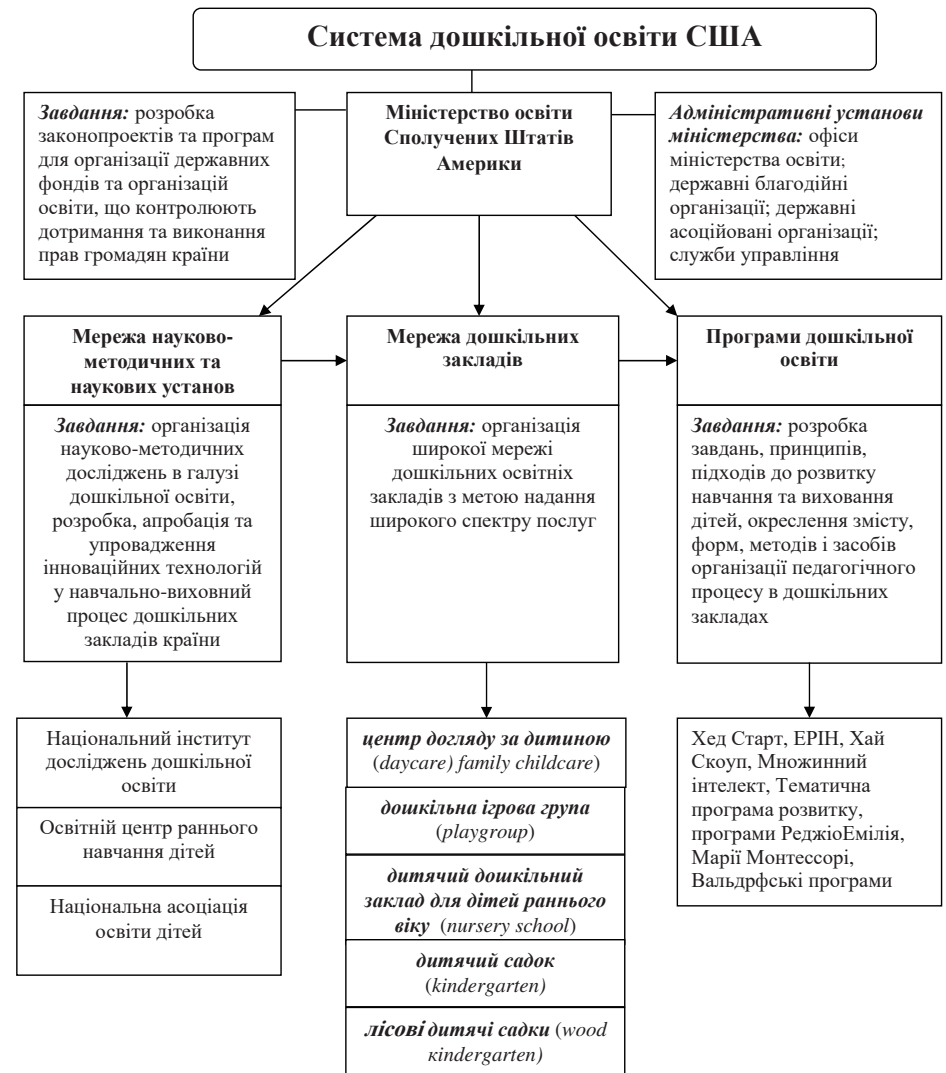 Система дошкільної освіти США
Завдання: розробка
законопроектів та програм
для організації державних
фондів та організацій
освіти, що контролюють
дотримання та виконання
прав громадян країни
Міністерство освіти
Сполучених Штатів
Америки
Адміністративні установи
міністерства: офіси
міністерства освіти;
державні благодійні
організації; державні
асоційовані організації;
служби управління
Мережа науково-
методичних та
наукових установ
Завдання: організація
науково-методичних
досліджень в галузі
дошкільної освіти,
розробка, апробація та
упровадження
інноваційних технологій
у навчально-виховний
процес дошкільних
закладів країни
Мережа дошкільних
закладів
Завдання: організація
широкої мережі
дошкільних освітніх
закладів з метою надання
широкого спектру послуг
Програми дошкільної
освіти
Завдання: розробка
завдань, принципів,
підходів до розвитку
навчання та виховання
дітей, окреслення змісту,
форм, методів і засобів
організації педагогічного
процесу в дошкільних
закладах
Національний інститут
досліджень дошкільної
освіти
Освітній центр раннього
навчання дітей
Національна асоціація
освіти дітей
центр догляду за дитиною
(daycare) family childcare)
дошкільна ігрова група
(playgroup)
дитячий дошкільний
заклад для дітей раннього
віку (nursery school)
дитячий садок
(kindergarten)
лісові дитячі садки (wood
кindergarten)
Хед Старт, ЕРІН, Хай
Скоуп, Множинний
інтелект, Тематична
програма розвитку,
програми РеджіоЕмілія,
Марії Монтессорі,
Вальдрфські програми